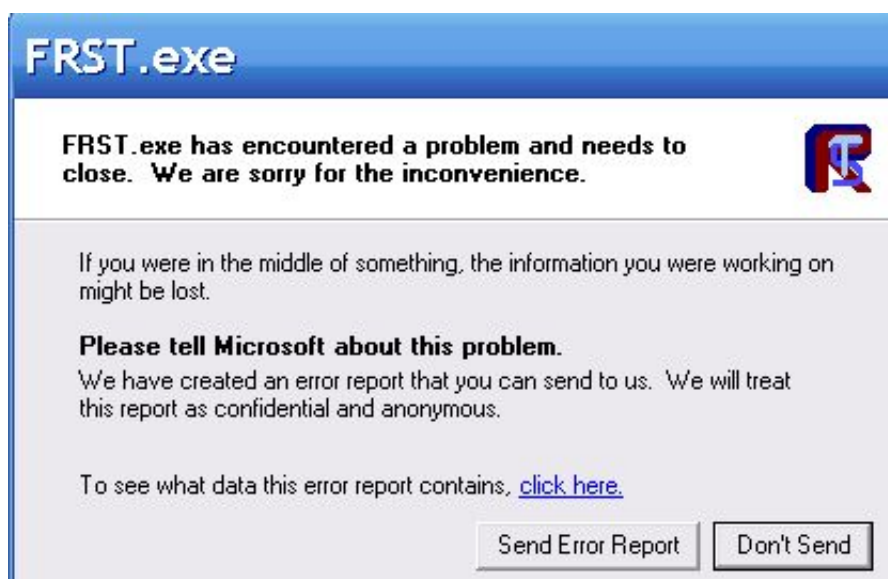 FRST.exe
FRST.exe has encountered a problem and needs to
close. We are sorry for the inconvenience.
If you were in the middle of something, the information you were working on
might be lost.
Please tell Microsoft about this problem.
We have created an error report that you can send to us. We will treat
this report as confidential and anonymous.
To see what data this error report contains, click here.
Send Error Report Don't Send